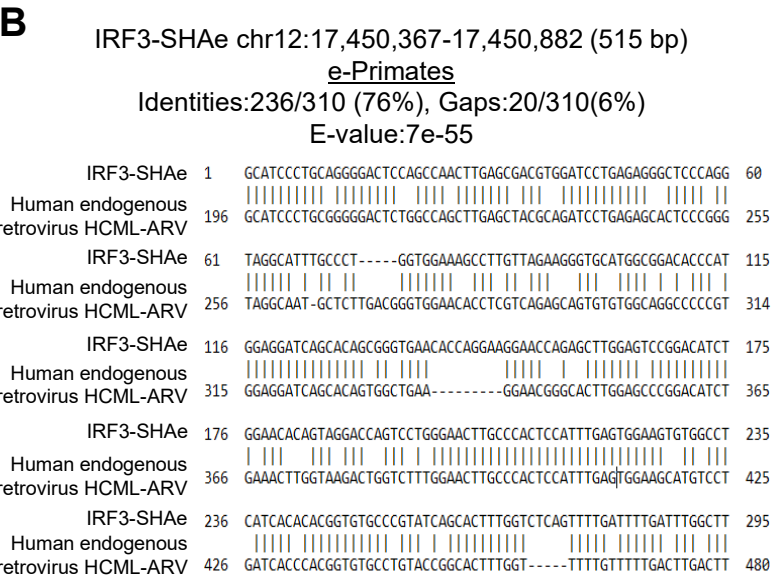 B
IRF3-SHAe chr12:17,450,367-17,450,882 (515 bp)
e-Primates
Identities:236/310 (76%), Gaps:20/310(6%)
E-value:7e-55
IRF3-SHAe 1 GCATCCCTGCAGGGGACTCCAGCCAACTTGAGCGACGTGGATCCTGAGAGGGCTCCCAGG 60
Human endogenous
retrovirus HCML-ARV 196 GCATCCCTGCGGGGGACTCTGGCCAGCTTGAGCTACGCAGATCCTGAGAGCACTCCCGGG 255
IRF3-SHAe 61 TAGGCATTTGCCCT-----GGTGGAAAGCCTTGTTAGAAGGGTGCATGGCGGACACCCAT 115
Human endogenous
retrovirus HCML-ARV 256 TAGGCAAT-GCTCTTGACGGGTGGAACACCTCGTCAGAGCAGTGTGTGGCAGGCCCCCGT 314
IRF3-SHAe 116 GGAGGATCAGCACAGCGGGTGAACACCAGGAAGGAACCAGAGCTTGGAGTCCGGACATCT 175
Human endogenous
retrovirus HCML-ARV 315 GGAGGATCAGCACAGTGGCTGAA---------GGAACGGGCACTTGGAGCCCGGACATCT 365
IRF3-SHAe 176 GGAACACAGTAGGACCAGTCCTGGGAACTTGCCCACTCCATTTGAGTGGAAGTGTGGCCT 235
Human endogenous
retrovirus HCML-ARV 366 GAAACTTGGTAAGACTGGTCTTTGGAACTTGCCCACTCCATTTGAGTGGAAGCATGTCCT 425
IRF3-SHAe 236 CATCACACACGGTGTGCCCGTATCAGCACTTTGGTCTCAGTTTTGATTTTGATTTGGCTT 295
Human endogenous
retrovirus HCML-ARV 426 GATCACCCACGGTGTGCCTGTACCGGCACTTTGGT-----TTTTGTTTTTGACTTGACTT 480